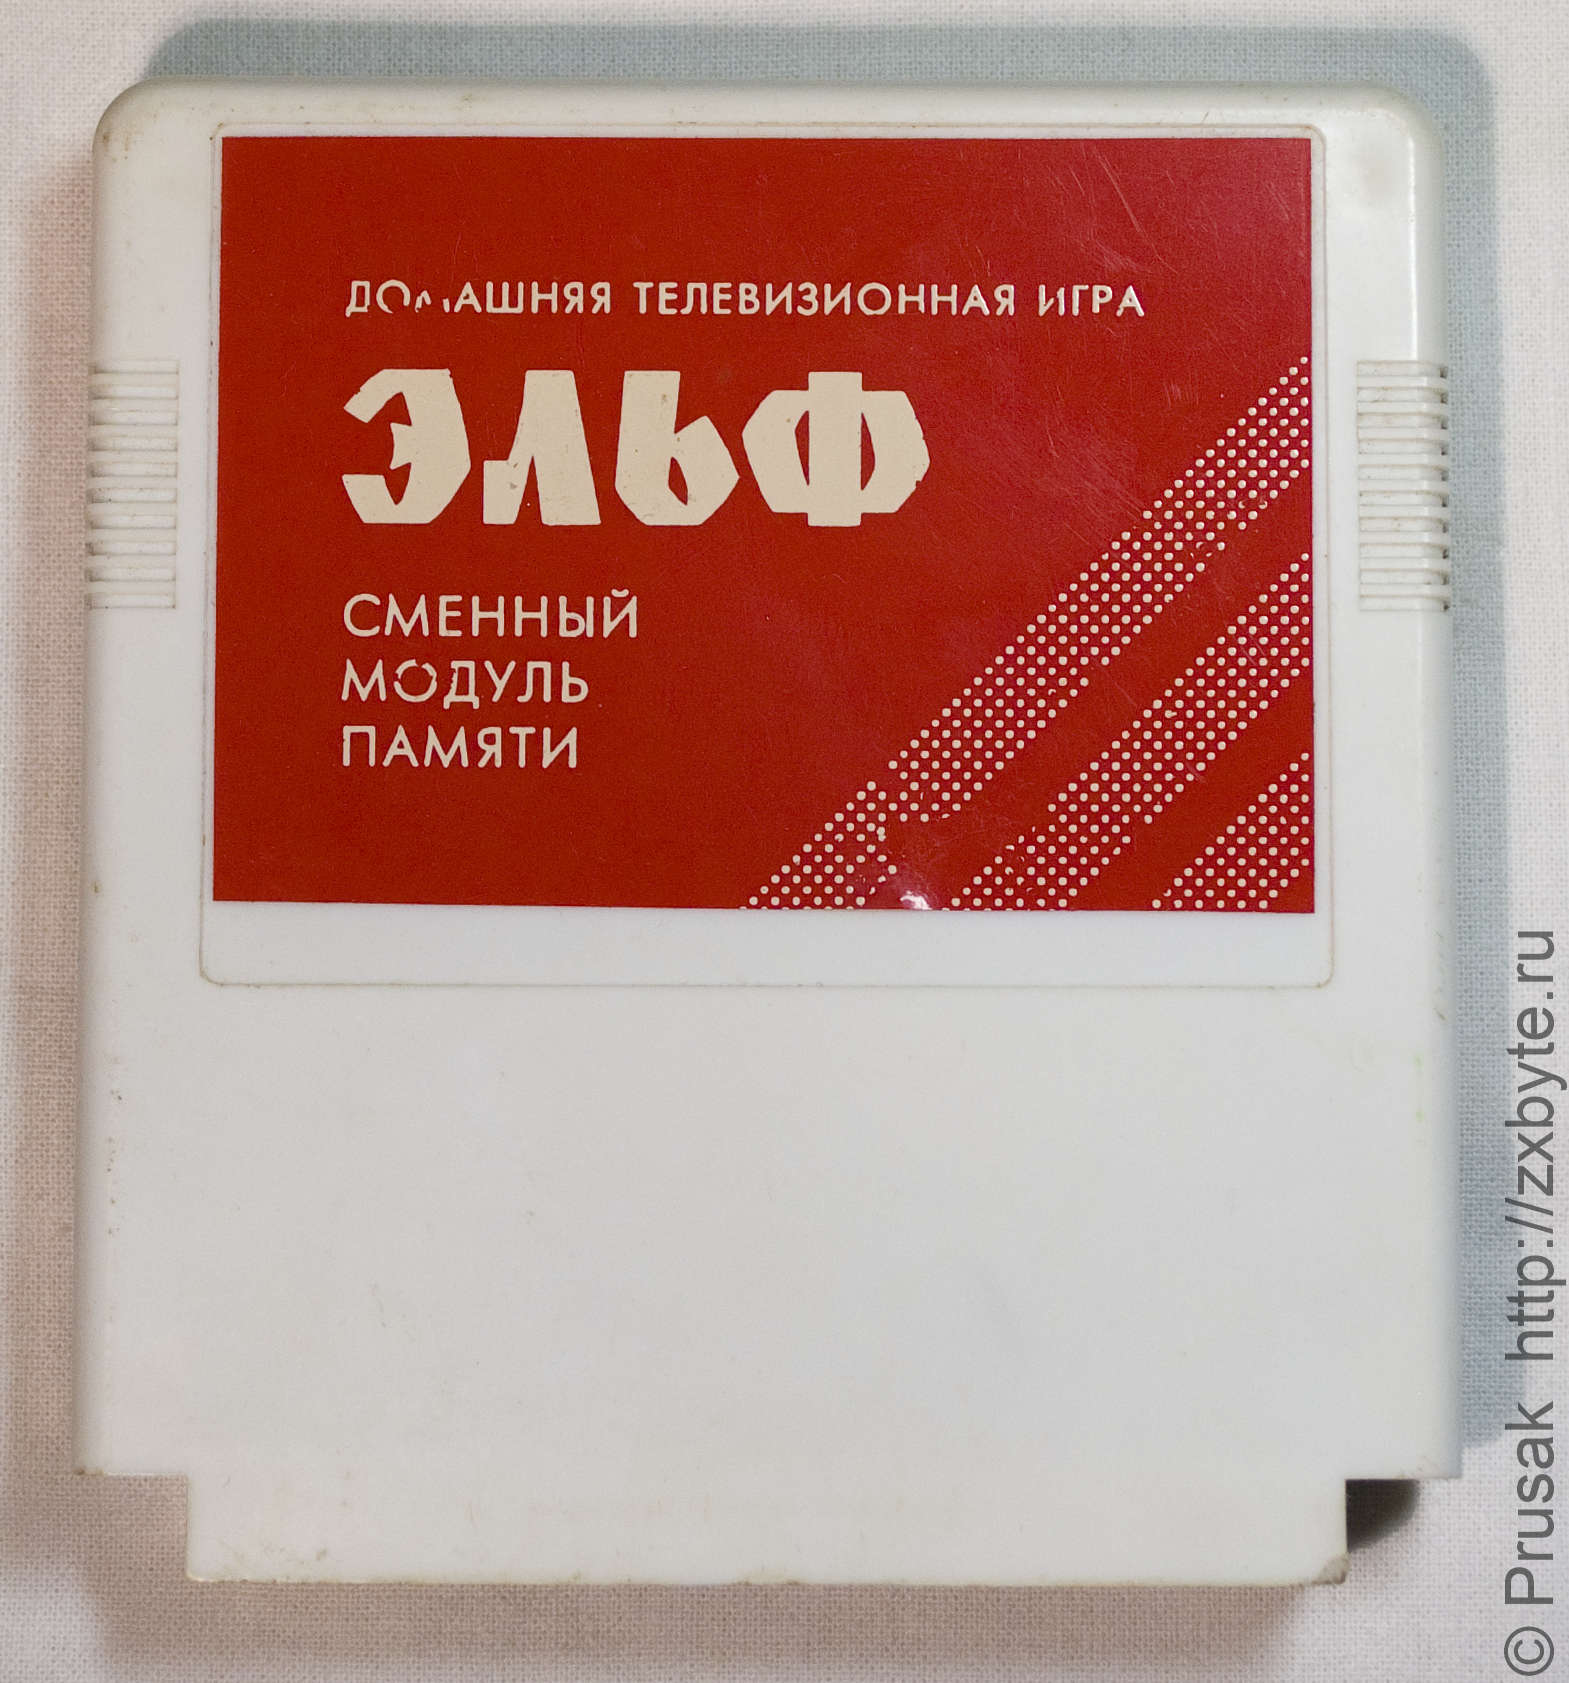 ДОМАШНЯЯ ТЕЛЕВИЗИОННАЯ ИГРА
ЭЛЬФ
СМЕННЫЙ
МОДУЛЬ
ПАМЯТИ
© Prusak http://zxbyte.ru